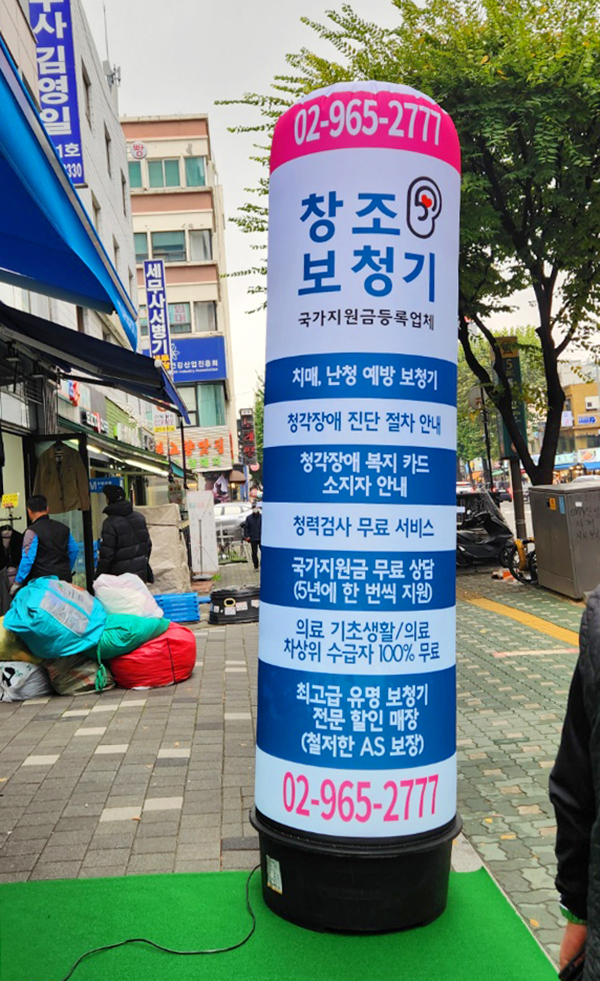 사김영일
02-965-2777
창조
보청기
국가지원금등록업체
치매, 난청 예방 보청기
청각장애 진단 절차 안내
청각장애 복지 카드
소지자 안내
청력검사 무료 서비스
국가지원금 무료 상담
(5년에 한 번씩 지원)
의료 기초생활/의료
차상위 수급자 100% 무료
최고급 유명 보청기
전문 할인 매장
(철저한 AS 보장)
02-965-2777
세무사서병기